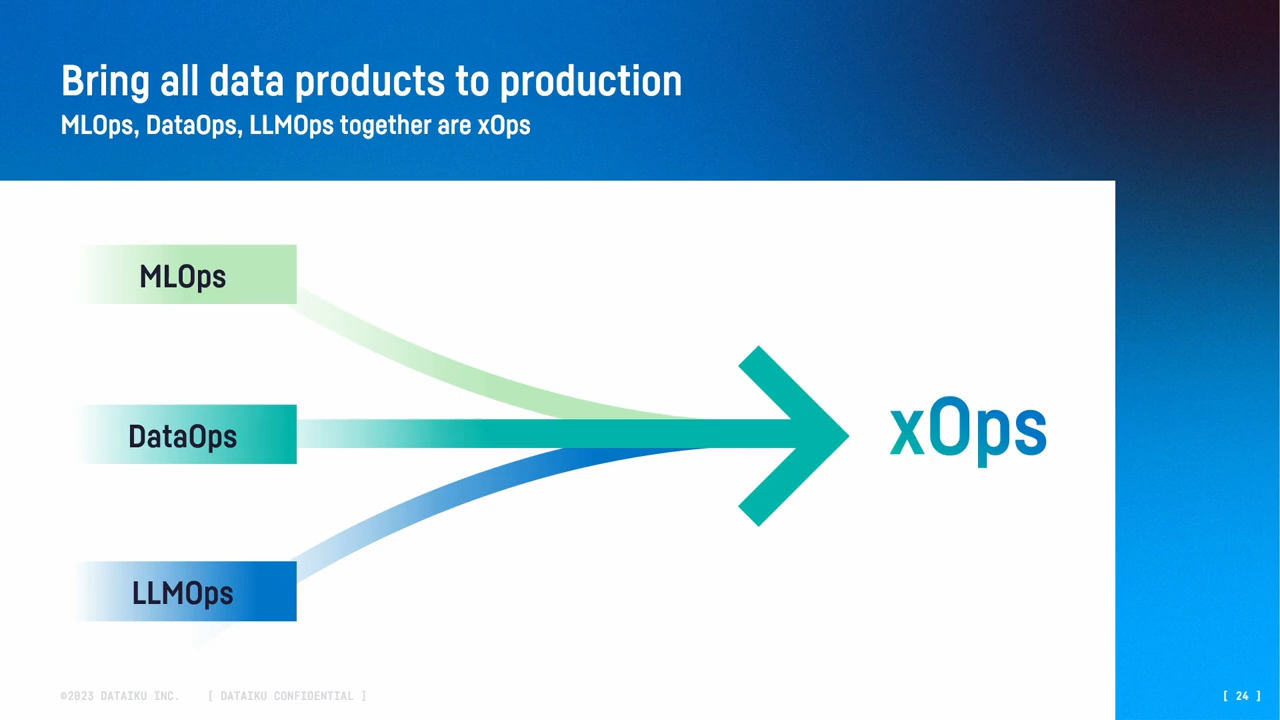 Bring all data products to production
MLOps, DataOps, LLMOps together are xOps
MLOps
DataOps
xOps
LLMOps
©2023 DATAIKU INC. [ DATAIKU CONFIDENTIAL ]
[ 24 ]